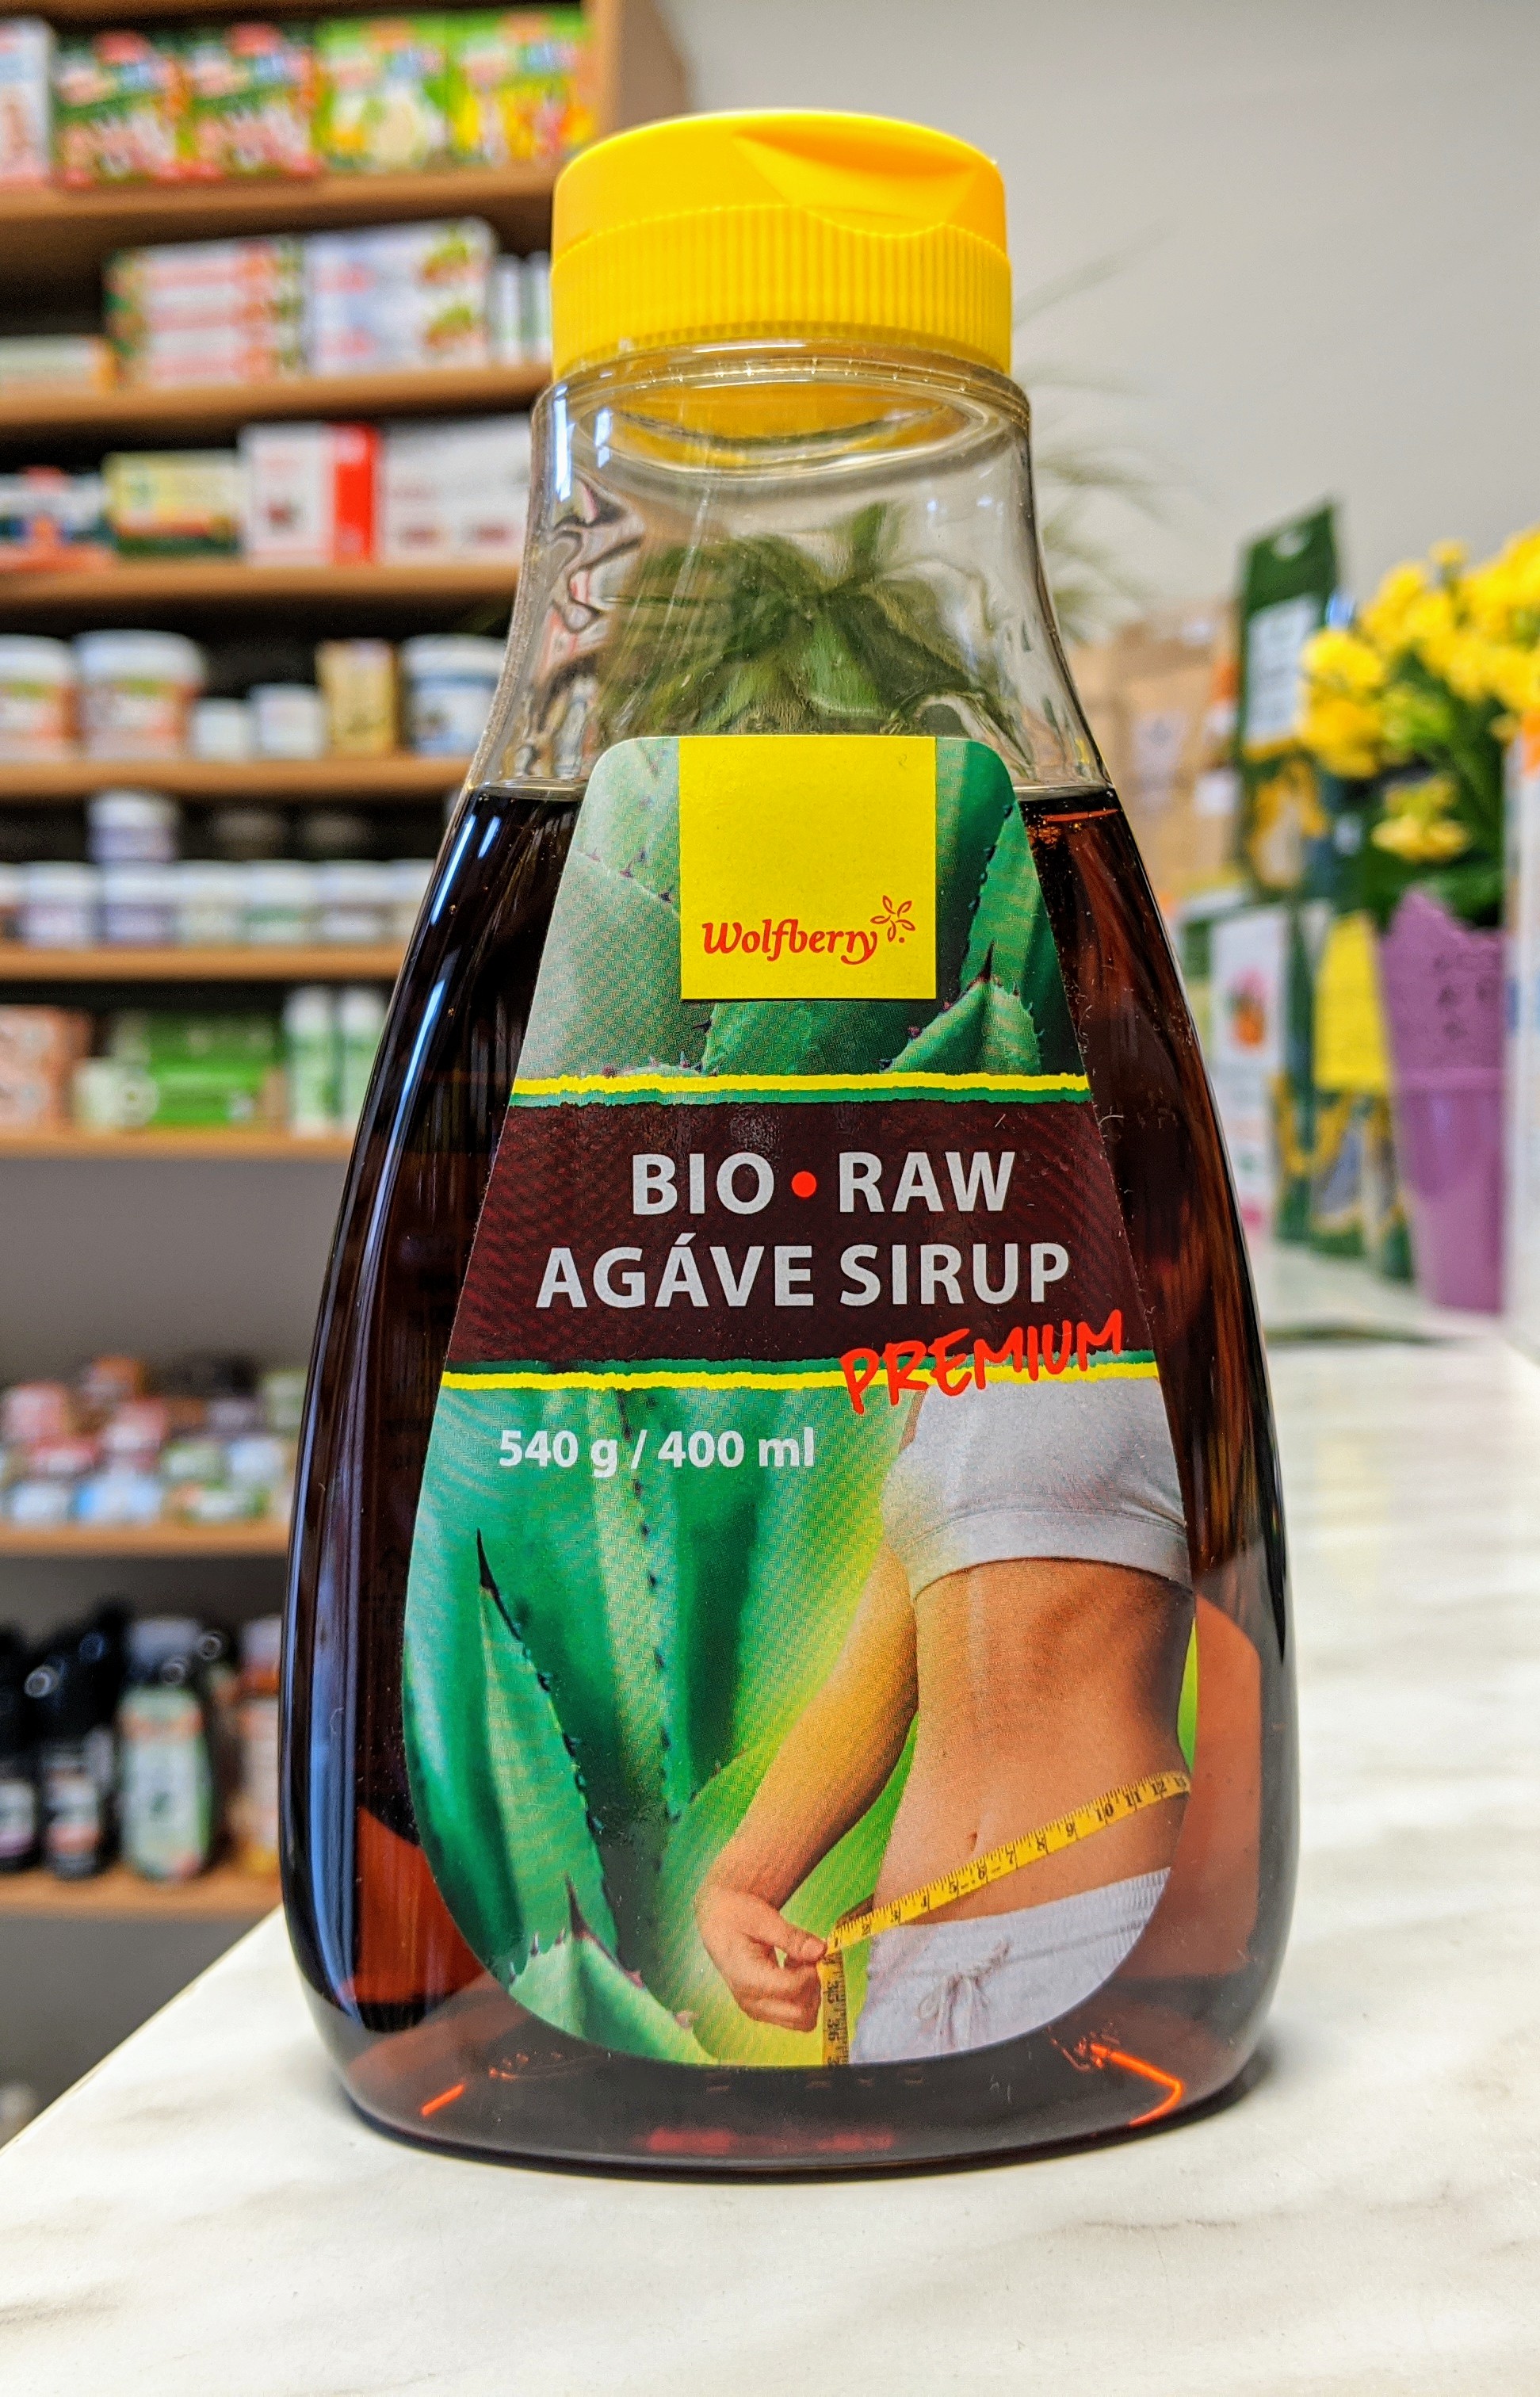 Wolfberry
BIO • RAW
AGÁVE SIRUP
PREMIUM
540 g / 400 ml